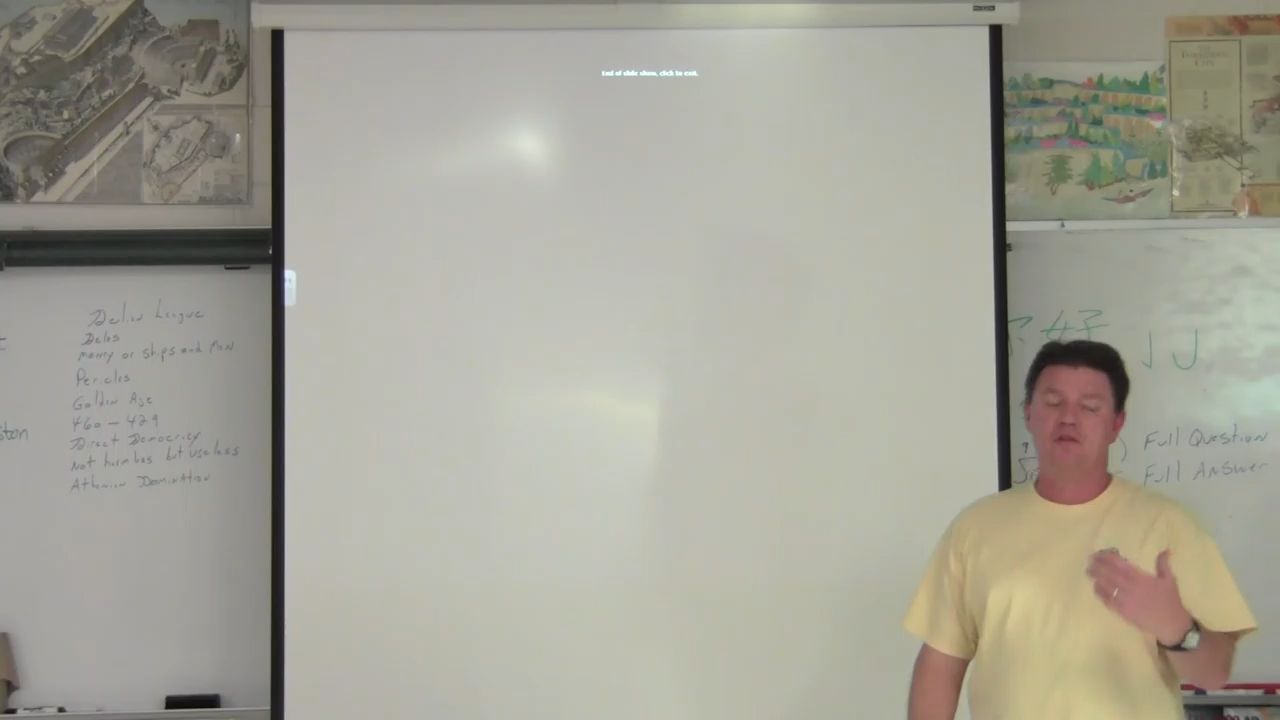 End of slide show, click to exit.
Delian League
Delos
money or ships and Men
Pericles
Golden Age
460 — 429
Direct Democracy
Not harmless but useless
Athenian Domination
Full Question
Full Answer